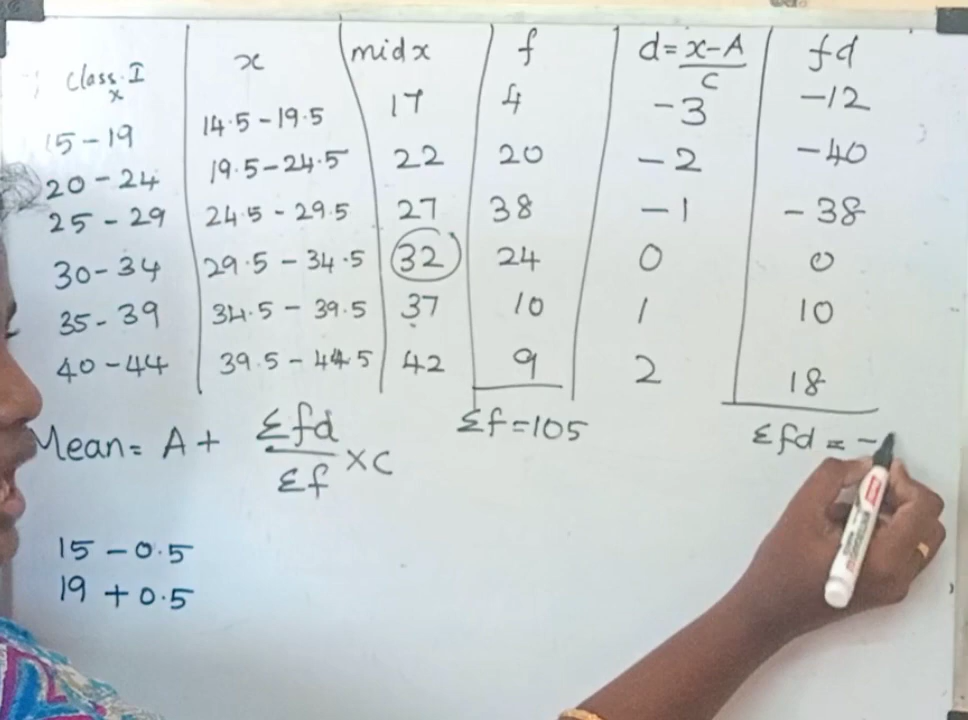 Class.I x | x | mid x | f | d = x-A / C | fd
15 - 19 | 14.5 - 19.5 | 17 | 4 | -3 | -12
20 - 24 | 19.5 - 24.5 | 22 | 20 | -2 | -40
25 - 29 | 24.5 - 29.5 | 27 | 38 | -1 | -38
30 - 34 | 29.5 - 34.5 | 32 | 24 | 0 | 0
35 - 39 | 34.5 - 39.5 | 37 | 10 | 1 | 10
40 - 44 | 39.5 - 44.5 | 42 | 9 | 2 | 18
Σf = 105 Σfd = -
Mean = A + Σfd / Σf × C
15 - 0.5
19 + 0.5